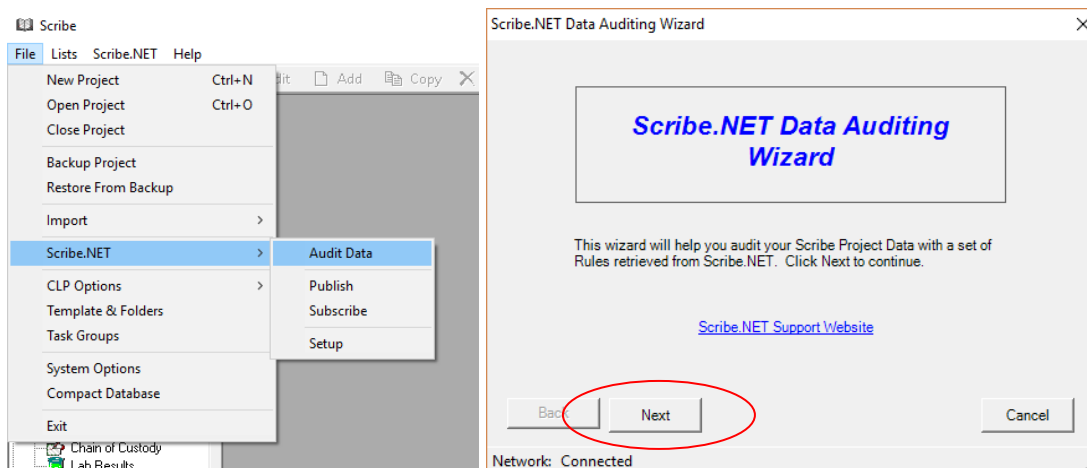 Scribe
File Lists Scribe.NET Help
Add Copy
New Project Ctrl+N
Open Project Ctrl+O
Close Project
Backup Project
Restore From Backup
Import
Scribe.NET
CLP Options
Template & Folders
Task Groups
System Options
Compact Database
Exit
Audit Data
Publish
Subscribe
Setup
Chain of Custody
Lab Results
Scribe.NET Data Auditing Wizard
Scribe.NET Data Auditing
Wizard
This wizard will help you audit your Scribe Project Data with a set of
Rules retrieved from Scribe.NET. Click Next to continue.
Scribe.NET Support Website
Back Next Cancel
Network: Connected